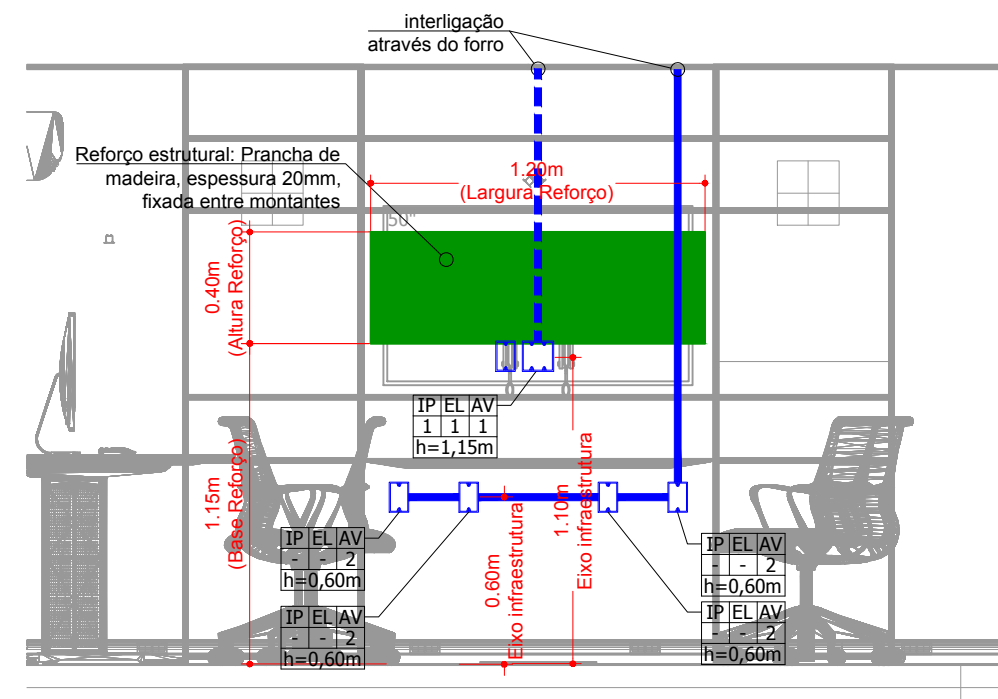 interligação
através do forro
Reforço estrutural: Prancha de
madeira, espessura 20mm,
fixada entre montantes
1.20m
(Largura Reforço)
50"
0.40m
(Altura Reforço)
IP EL AV
1 1 1
h=1,15m
1.15m
(Base Reforço)
0.60m
Eixo infraestrutura
1.10m
Eixo infraestrutura
IP EL AV
- - 2
h=0,60m
IP EL AV
- - 2
h=0,60m
IP EL AV
- - 2
h=0,60m
IP EL AV
- - 2
h=0,60m